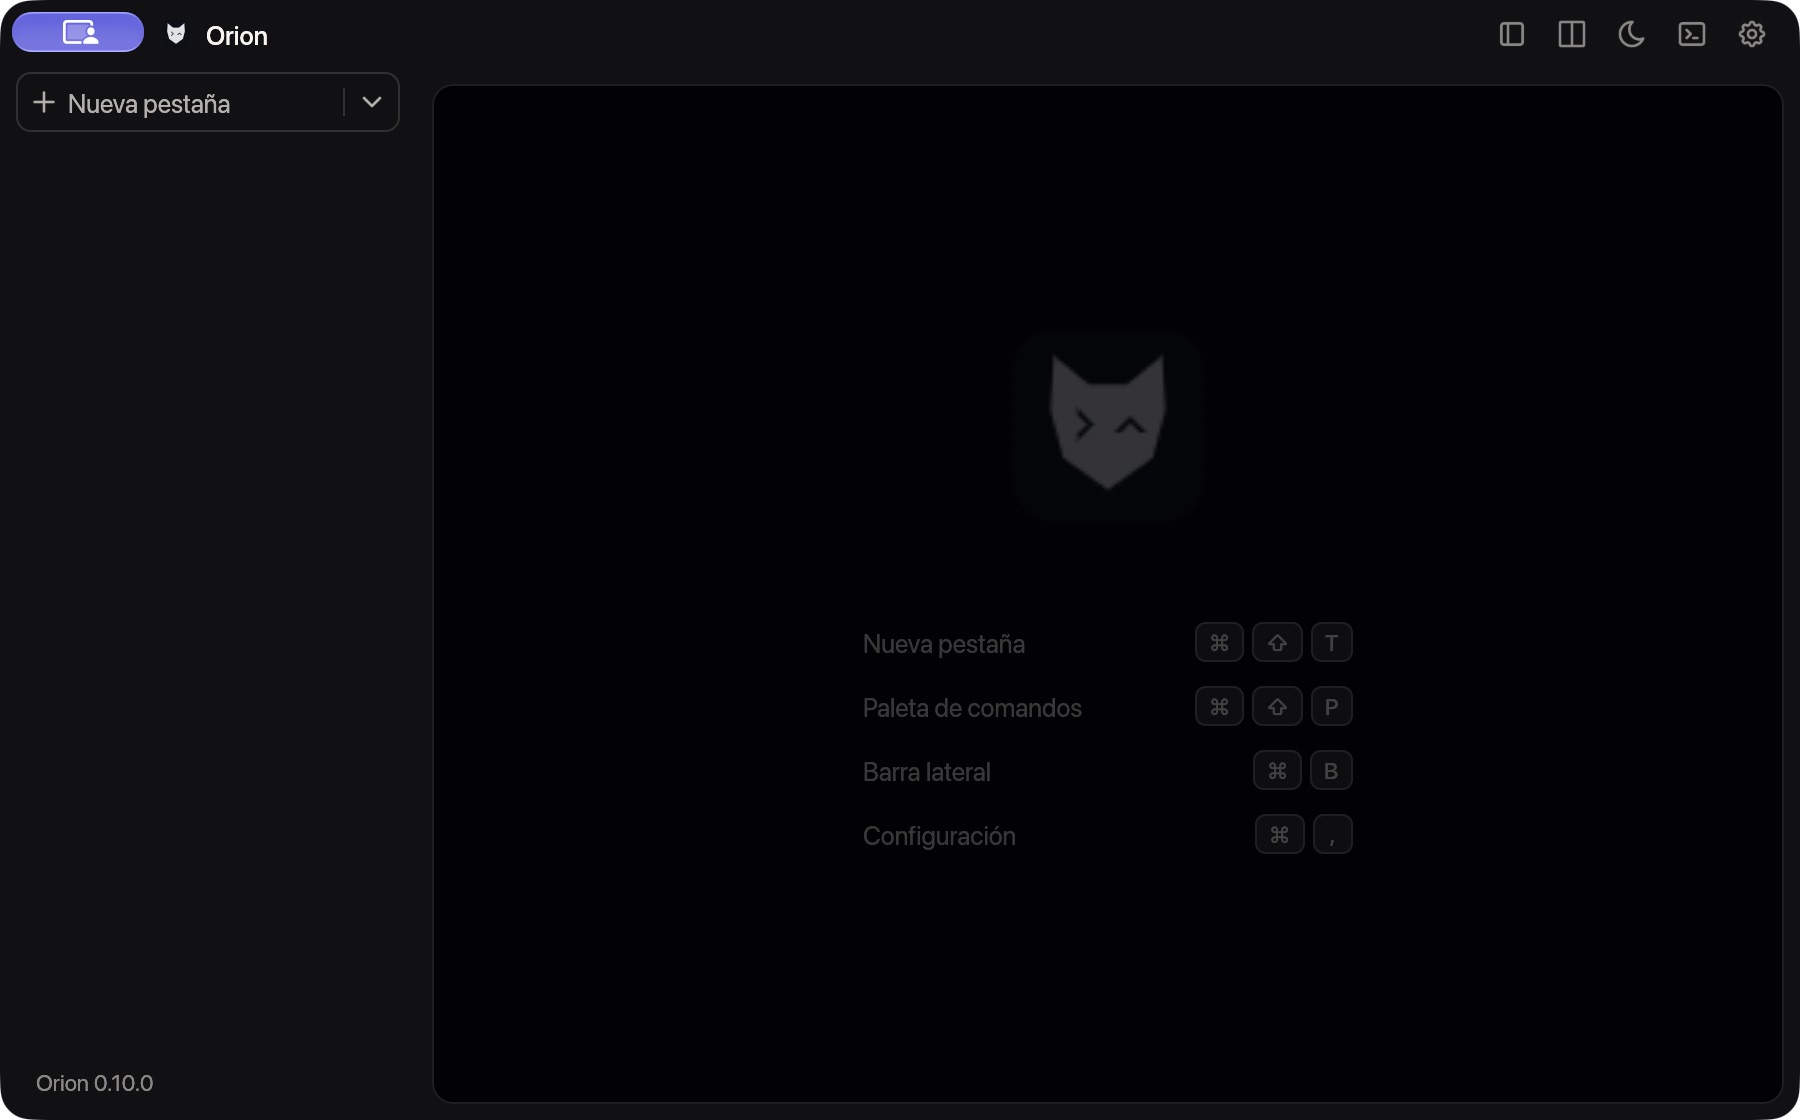 Orion
Nueva pestaña
Nueva pestaña ⌘ ⇧ T
Paleta de comandos ⌘ ⇧ P
Barra lateral ⌘ B
Configuración ⌘ ,
Orion 0.10.0